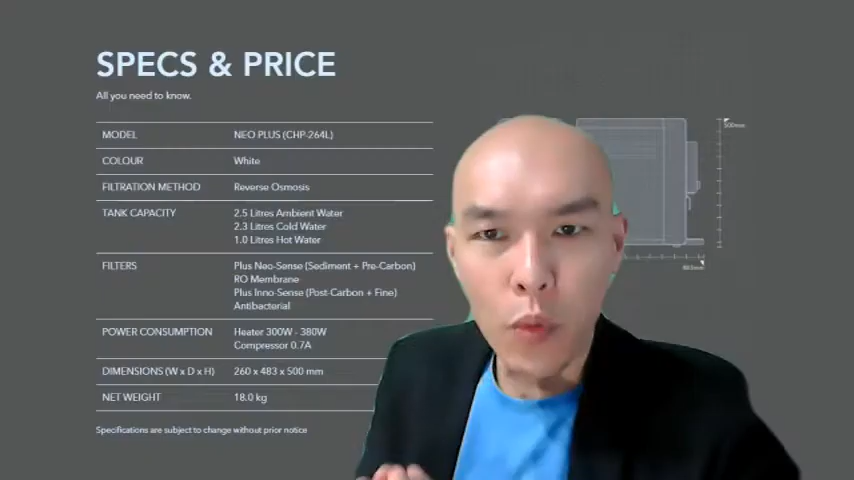 SPECS & PRICE
All you need to know.
MODEL NEO PLUS (CHP-264L)
COLOUR White
FILTRATION METHOD Reverse Osmosis
TANK CAPACITY 2.5 Litres Ambient Water
2.3 Litres Cold Water
1.0 Litres Hot Water
FILTERS Plus Neo-Sense (Sediment + Pre-Carbon)
RO Membrane
Plus Inno-Sense (Post-Carbon + Fine)
Antibacterial
POWER CONSUMPTION Heater 300W - 380W
Compressor 0.7A
DIMENSIONS (W x D x H) 260 x 483 x 500 mm
NET WEIGHT 18.0 kg
Specifications are subject to change without prior notice
500mm